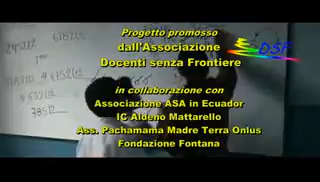 Progetto promosso
dall'Associazione
Docenti senza Frontiere
DSF
in collaborazione con
Associazione ASA in Ecuador
IC Aldeno Mattarello
Ass. Pachamama Madre Terra Onlus
Fondazione Fontana